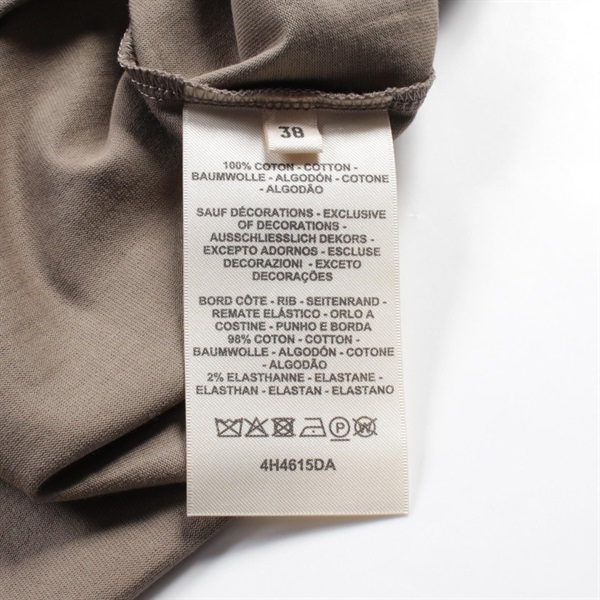 38
100% COTON - COTTON -
BAUMWOLLE - ALGODÓN - COTONE
- ALGODÃO
SAUF DÉCORATIONS - EXCLUSIVE
OF DECORATIONS -
AUSSCHLIESSLICH DEKORS -
EXCEPTO ADORNOS - ESCLUSE
DECORAZIONI - EXCETO
DECORAÇÕES
BORD CÔTE - RIB - SEITENRAND -
REMATE ELÁSTICO - ORLO A
COSTINE - PUNHO E BORDA
98% COTON - COTTON -
BAUMWOLLE - ALGODÓN - COTONE
- ALGODÃO
2% ELASTHANNE - ELASTANE -
ELASTHAN - ELASTAN - ELASTANO
4H4615DA